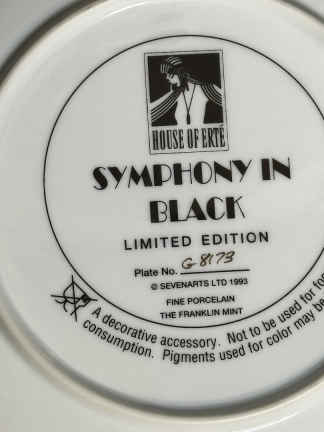 HOUSE OF ERTÉ
SYMPHONY IN
BLACK
LIMITED EDITION
Plate No. G-8173
© SEVENARTS LTD 1993
FINE PORCELAIN
THE FRANKLIN MINT
A decorative accessory. Not to be used for
consumption. Pigments used for color may be